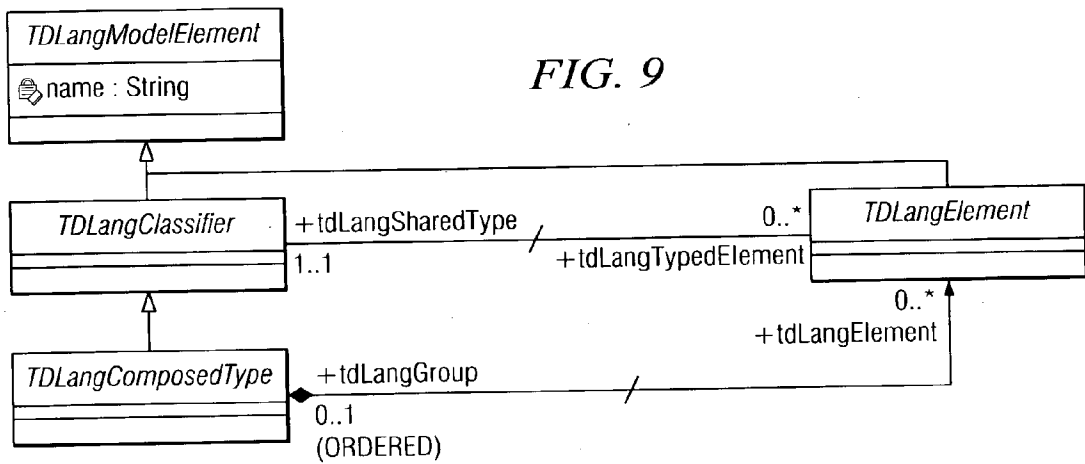 TDLangModelElement
name : String
FIG. 9
TDLangClassifier
+tdLangSharedType
1..1
0..*
+tdLangTypedElement
TDLangElement
0..*
+tdLangElement
TDLangComposedType
+tdLangGroup
0..1
(ORDERED)